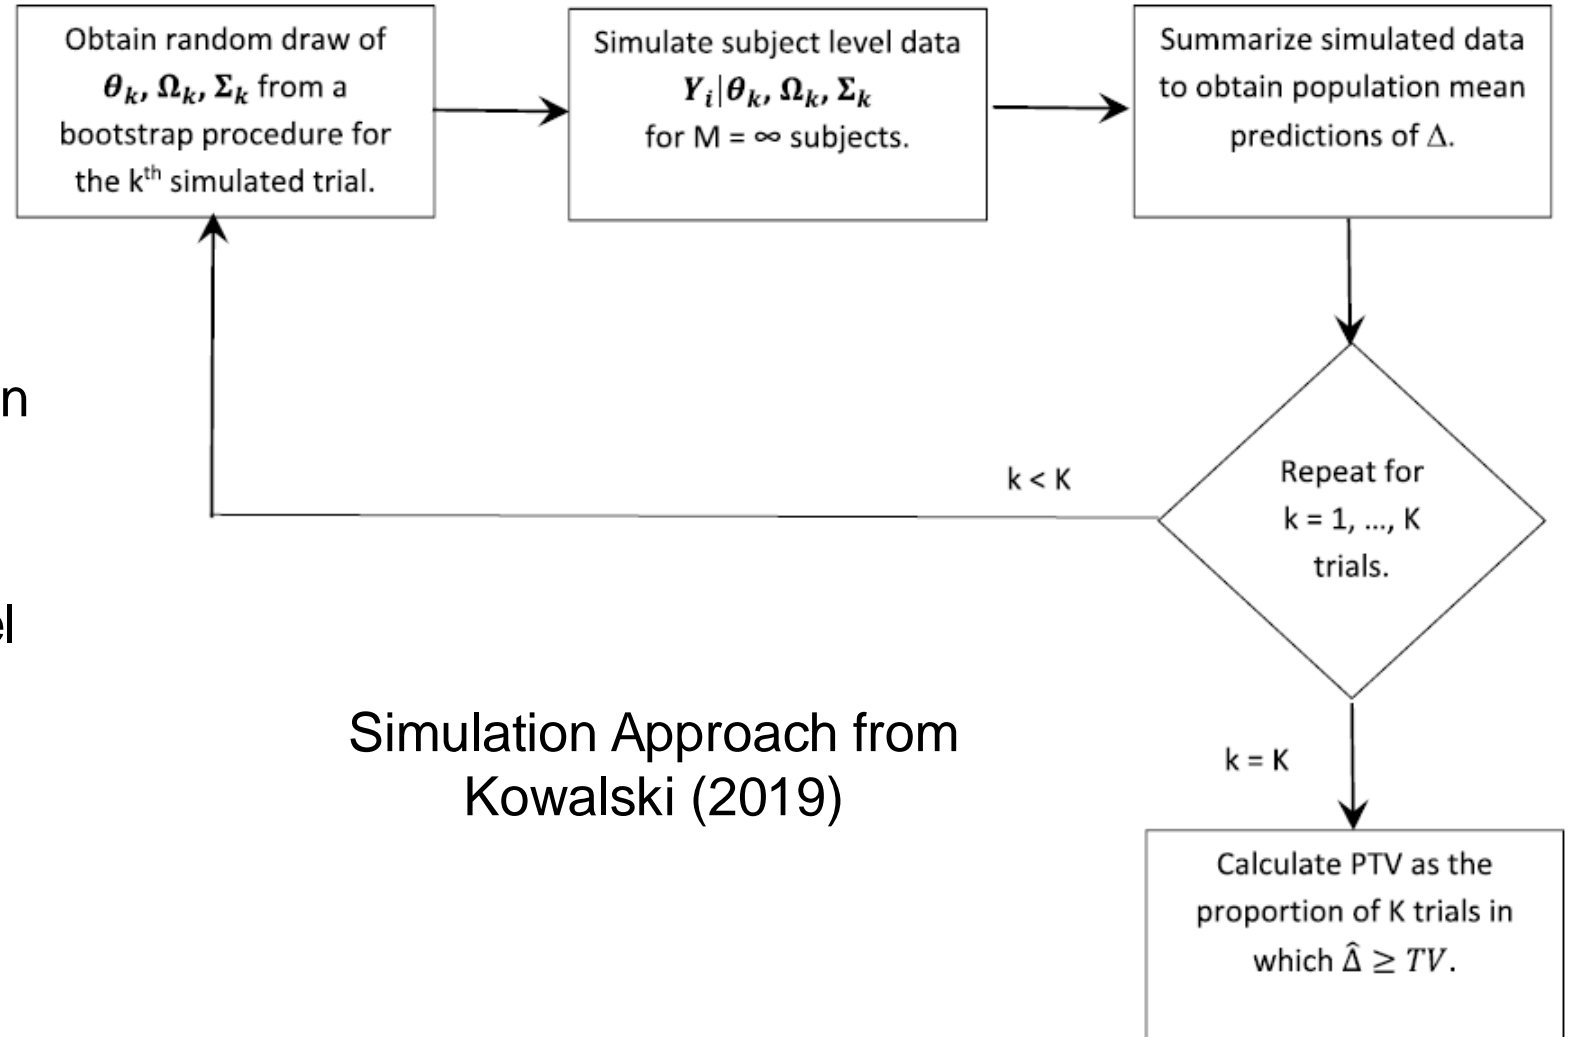 Obtain random draw of
θₖ, Ωₖ, Σₖ from a
bootstrap procedure for
the kᵗʰ simulated trial.
Simulate subject level data
Yᵢ|θₖ, Ωₖ, Σₖ
for M = ∞ subjects.
Summarize simulated data
to obtain population mean
predictions of Δ.
n
el
k < K
Repeat for
k = 1, ..., K
trials.
Simulation Approach from
Kowalski (2019)
k = K
Calculate PTV as the
proportion of K trials in
which Δ̂ ≥ TV.